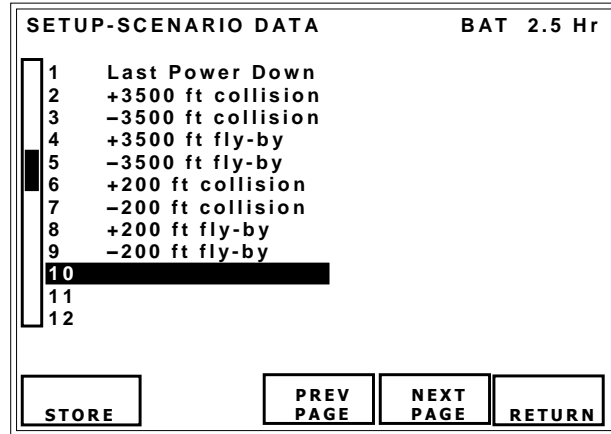 SETUP-SCENARIO DATA BAT 2.5 Hr
1 Last Power Down
2 +3500 ft collision
3 –3500 ft collision
4 +3500 ft fly-by
5 –3500 ft fly-by
6 +200 ft collision
7 –200 ft collision
8 +200 ft fly-by
9 –200 ft fly-by
10
11
12
STORE
PREV PAGE
NEXT PAGE
RETURN